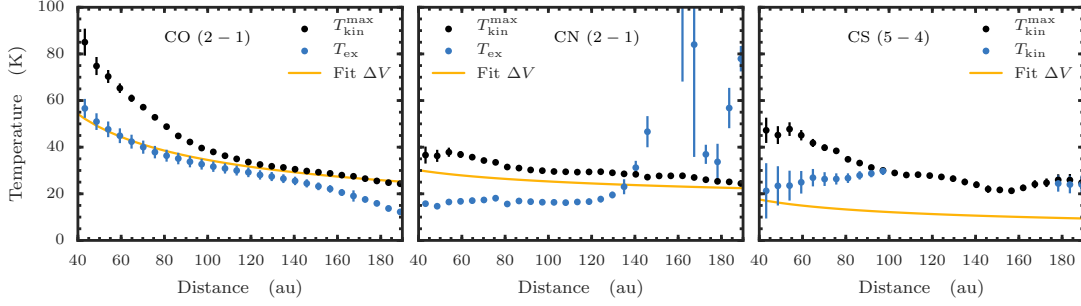 Temperature (K)
100
80
60
40
20
0
CO (2 − 1)
T_kin^max
T_ex
Fit ΔV
40 60 80 100 120 140 160 180
Distance (au)
CN (2 − 1)
T_kin^max
T_ex
Fit ΔV
40 60 80 100 120 140 160 180
Distance (au)
CS (5 − 4)
T_kin^max
T_kin
Fit ΔV
40 60 80 100 120 140 160 180
Distance (au)